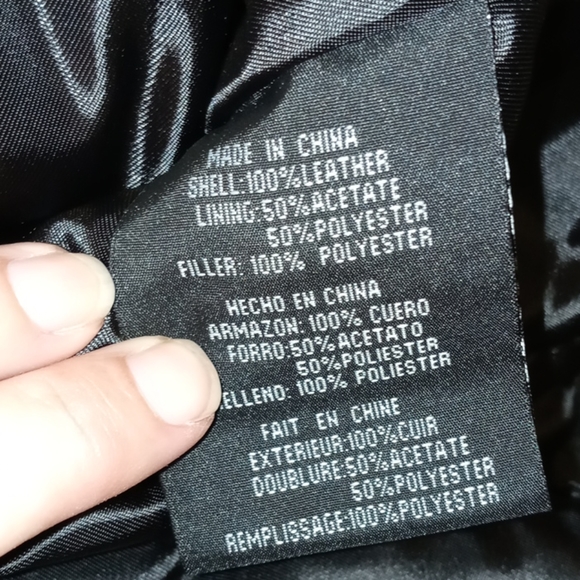 MADE IN CHINA
SHELL:100%LEATHER
LINING:50%ACETATE
50%POLYESTER
FILLER: 100% POLYESTER
HECHO EN CHINA
ARMAZON:100% CUERO
FORRO:50%ACETATO
50%POLIESTER
ELLENO:100% POLIESTER
FAIT EN CHINE
EXTERIEUR:100%CUIR
DOUBLURE:50%ACETATE
50%POLYESTER
REMPLISSAGE:100%POLYESTER